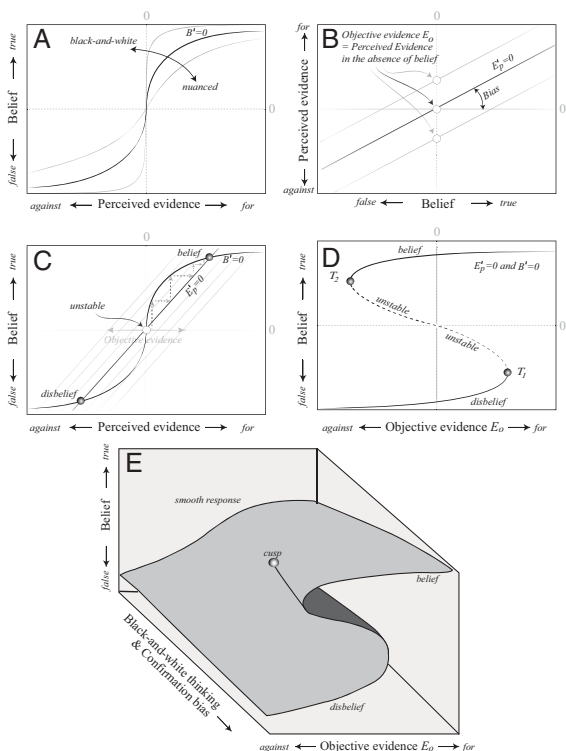 A
0
B'=0
black-and-white
nuanced
0
true
Belief
false
against
Perceived evidence
for
B
0
for
Perceived evidence
against
Objective evidence Eo
= Perceived Evidence
in the absence of belief
E'p=0
Bias
0
false
Belief
true
C
0
belief
B'=0
E'p=0
unstable
Objective evidence
disbelief
0
true
Belief
false
against
Perceived evidence
for
D
0
belief
E'p=0 and B'=0
T2
unstable
unstable
T1
disbelief
0
true
Belief
false
against
Objective evidence Eo
for
E
true
Belief
false
smooth response
cusp
belief
disbelief
Black-and-white thinking
& Confirmation
bias
against
Objective evidence Eo
for